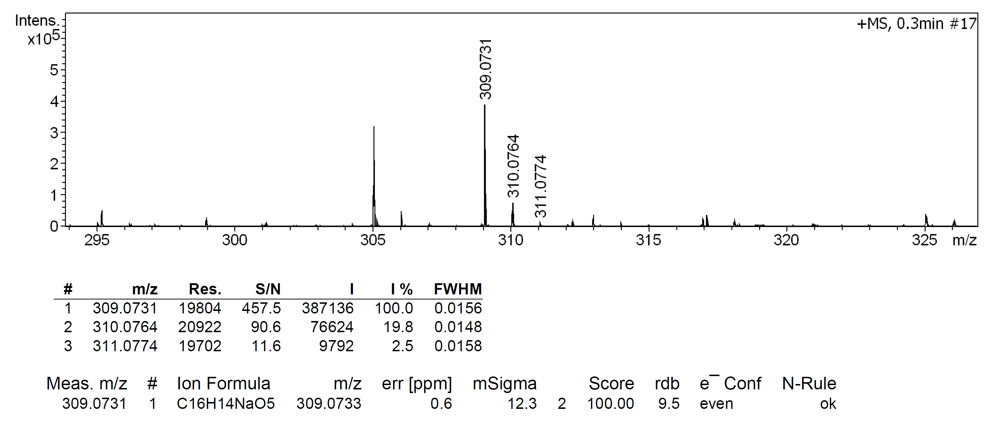 Intens.
x10⁵
+MS, 0.3min #17
5
4
3
2
1
0
309.0731
310.0764
311.0774
295 300 305 310 315 320 325 m/z
# m/z Res. S/N I I % FWHM
1 309.0731 19804 457.5 387136 100.0 0.0156
2 310.0764 20922 90.6 76624 19.8 0.0148
3 311.0774 19702 11.6 9792 2.5 0.0158
Meas. m/z # Ion Formula m/z err [ppm] mSigma Score rdb e⁻ Conf N-Rule
309.0731 1 C16H14NaO5 309.0733 0.6 12.3 2 100.00 9.5 even ok